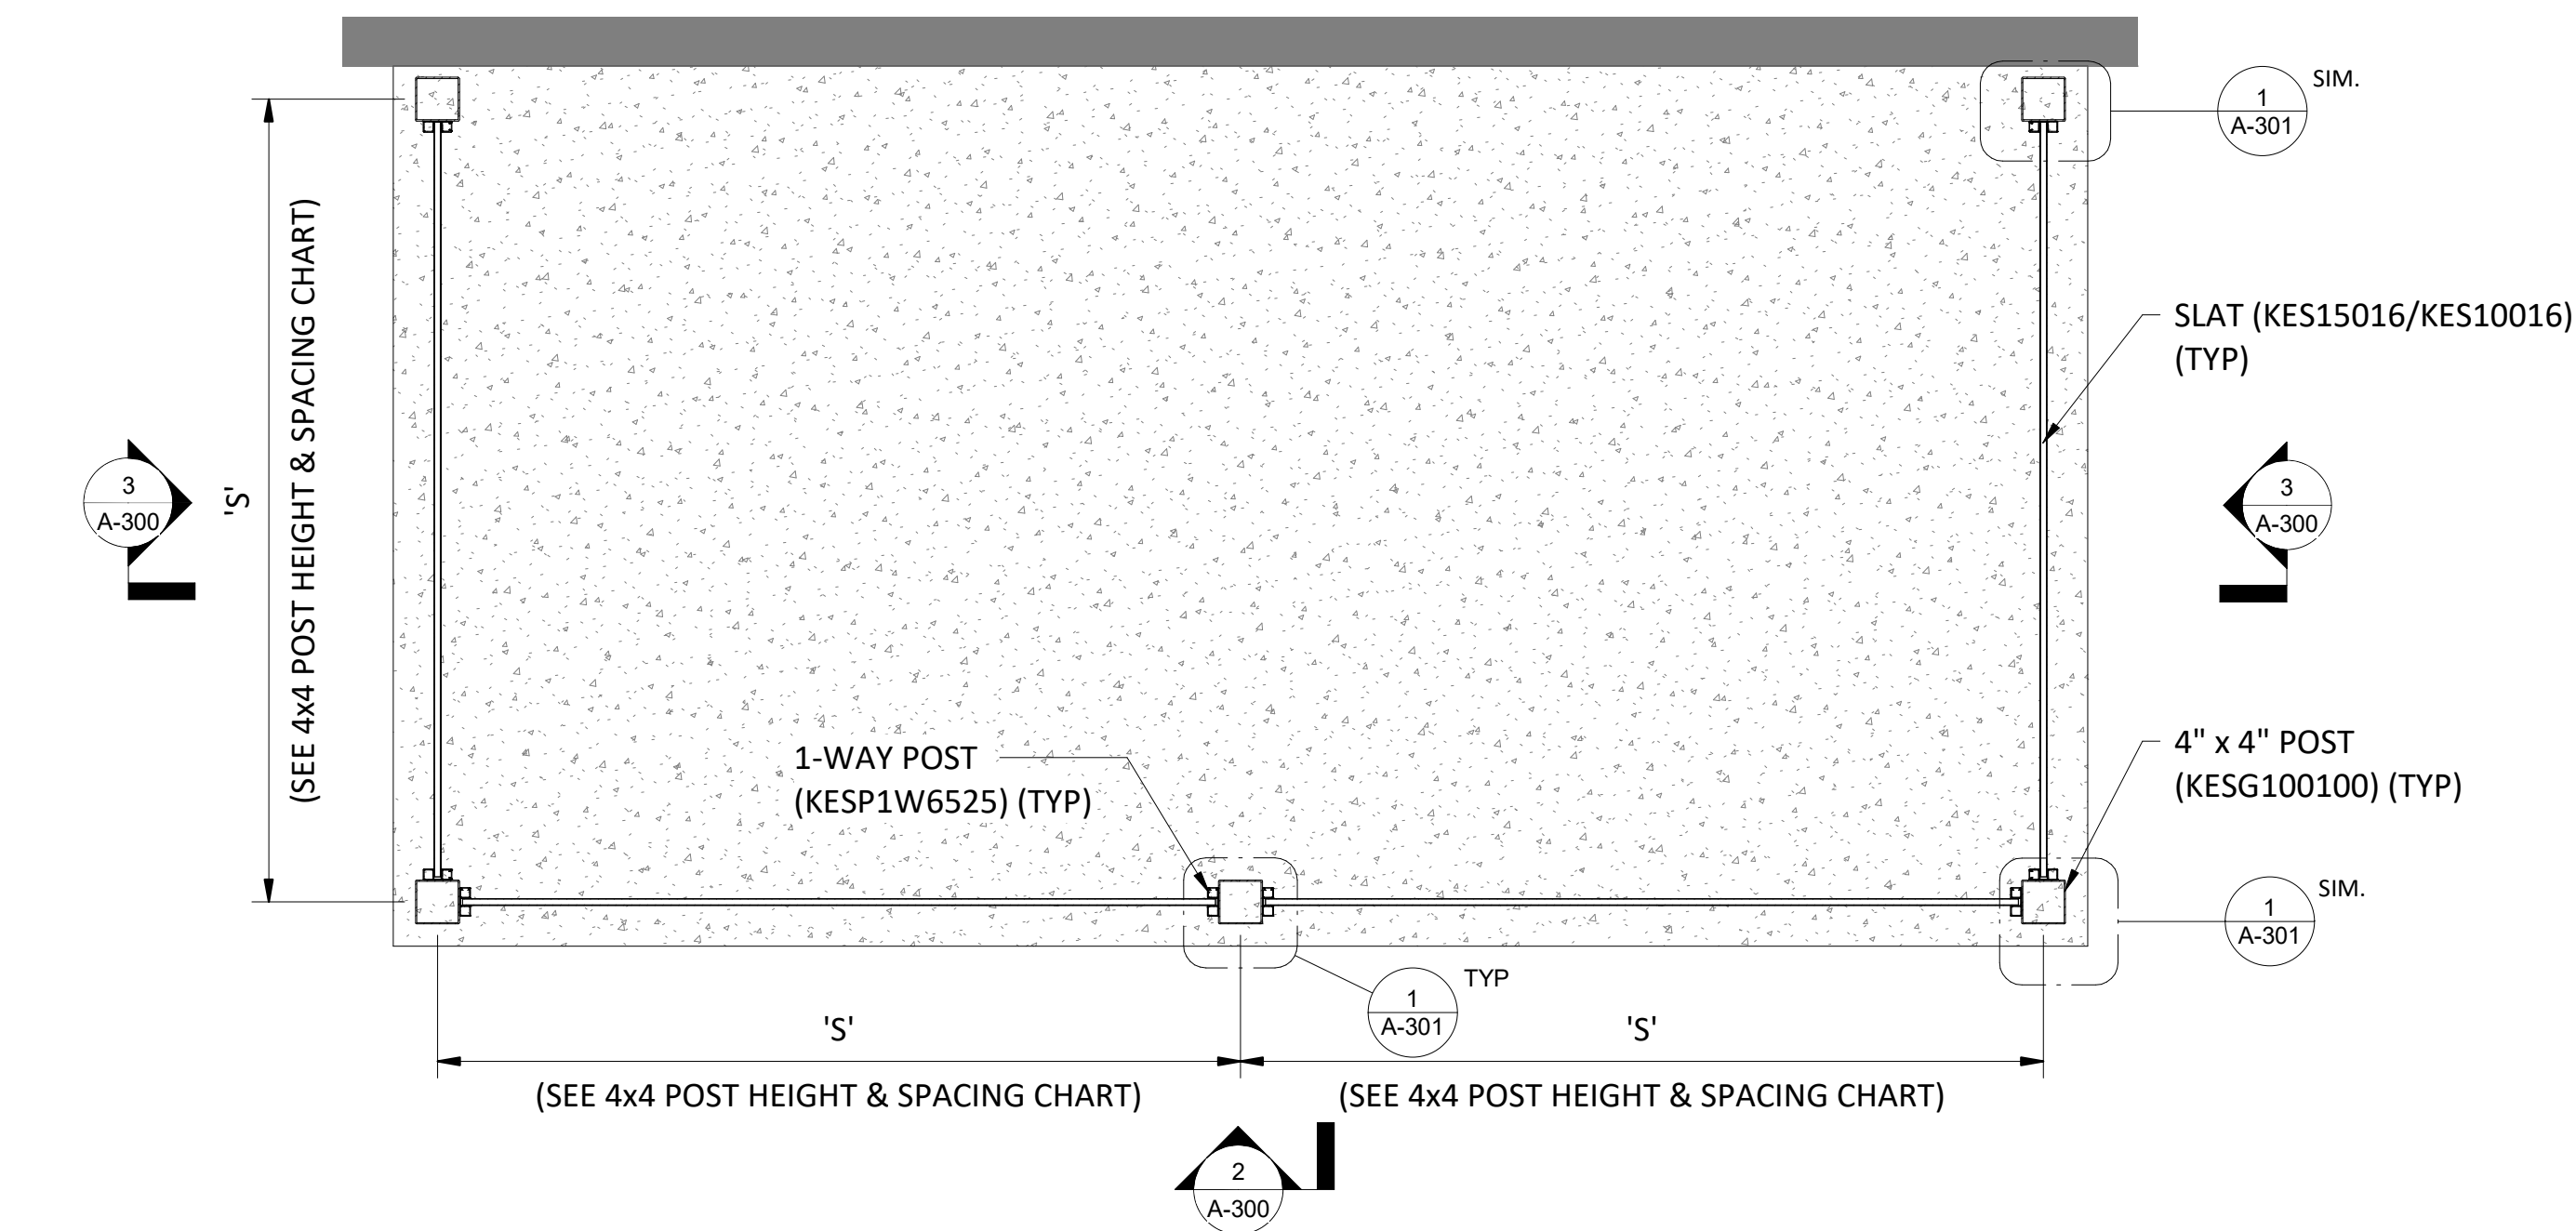 1
A-301
SIM.
SLAT (KES15016/KES10016)
(TYP)
'S'
(SEE 4x4 POST HEIGHT & SPACING CHART)
3
A-300
3
A-300
1-WAY POST
(KESP1W6525) (TYP)
4" x 4" POST
(KESG100100) (TYP)
1
A-301
SIM.
1
A-301
TYP
'S'
(SEE 4x4 POST HEIGHT & SPACING CHART)
'S'
(SEE 4x4 POST HEIGHT & SPACING CHART)
2
A-300